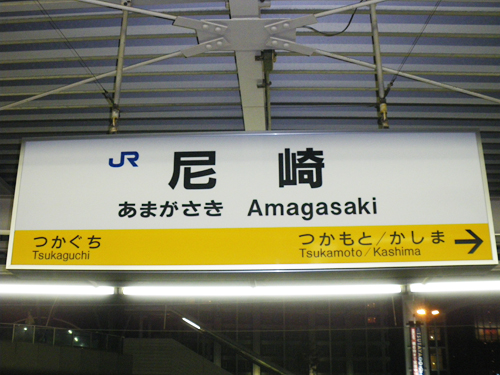 JR 尼崎
あまがさき Amagasaki
つかぐち つかもと/かしま →
Tsukaguchi Tsukamoto/Kashima